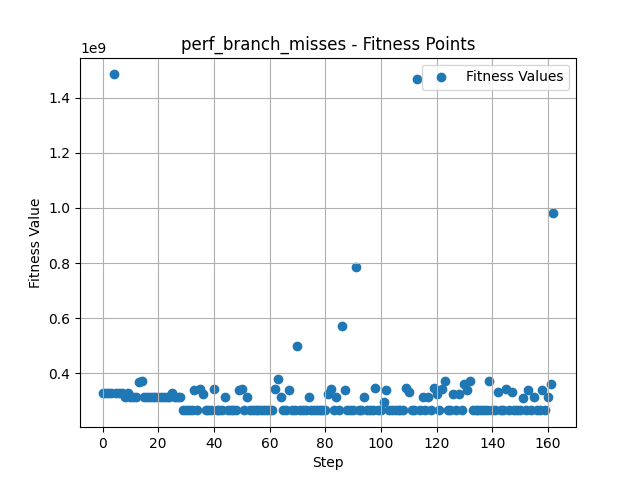 perf_branch_misses - Fitness Points
1e9
Fitness Values
1.4
1.2
1.0
0.8
0.6
0.4
Fitness Value
0 20 40 60 80 100 120 140 160
Step